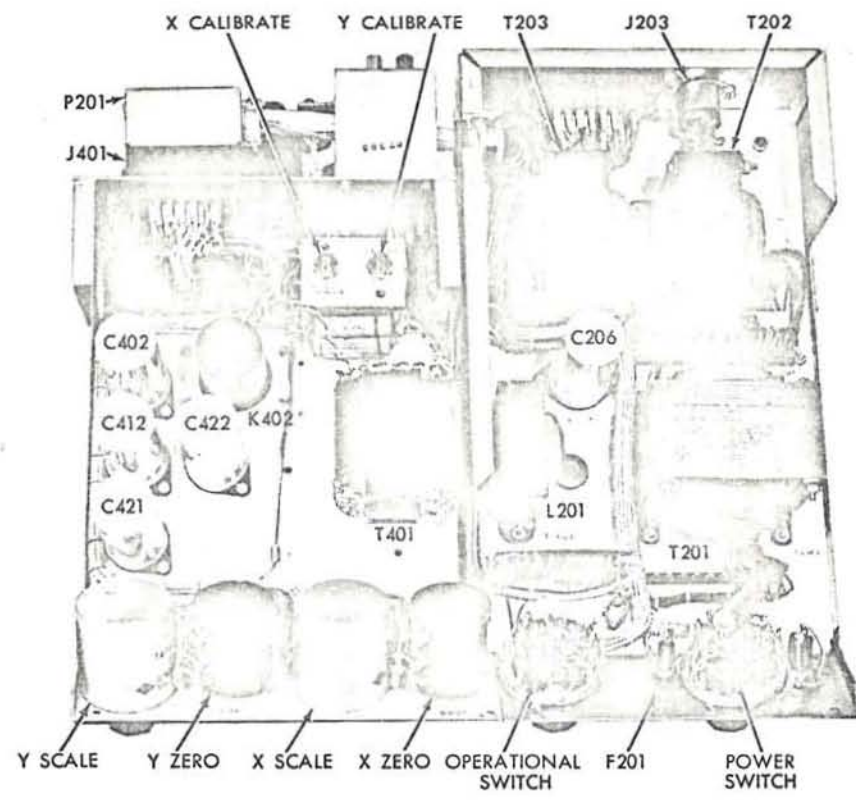 X CALIBRATE
Y CALIBRATE
T203
J203
T202
P201
J401
C402
C206
C412
C422
K402
C421
L201
T401
T201
Y SCALE
Y ZERO
X SCALE
X ZERO
OPERATIONAL
SWITCH
F201
POWER
SWITCH